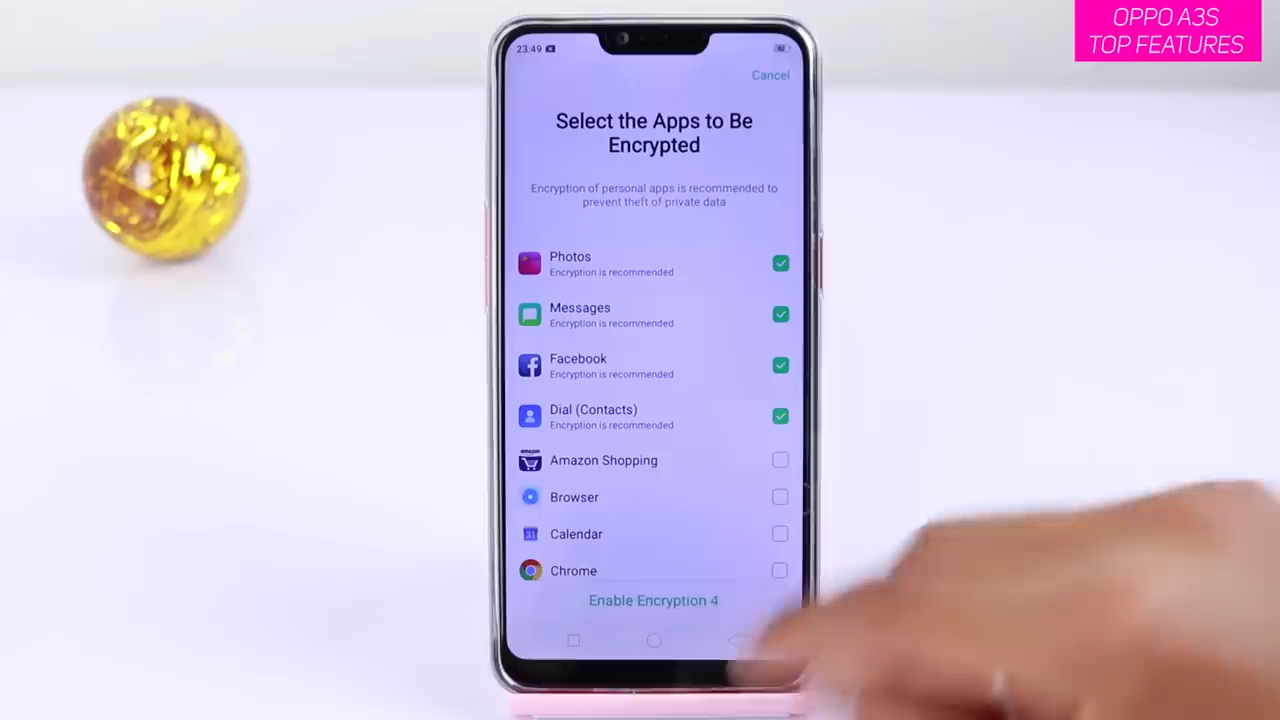 OPPO A3S
TOP FEATURES
23:49
Cancel
Select the Apps to Be
Encrypted
Encryption of personal apps is recommended to
prevent theft of private data
Photos
Encryption is recommended
Messages
Encryption is recommended
Facebook
Encryption is recommended
Dial (Contacts)
Encryption is recommended
amazon
Amazon Shopping
Browser
31
Calendar
Chrome
Enable Encryption 4